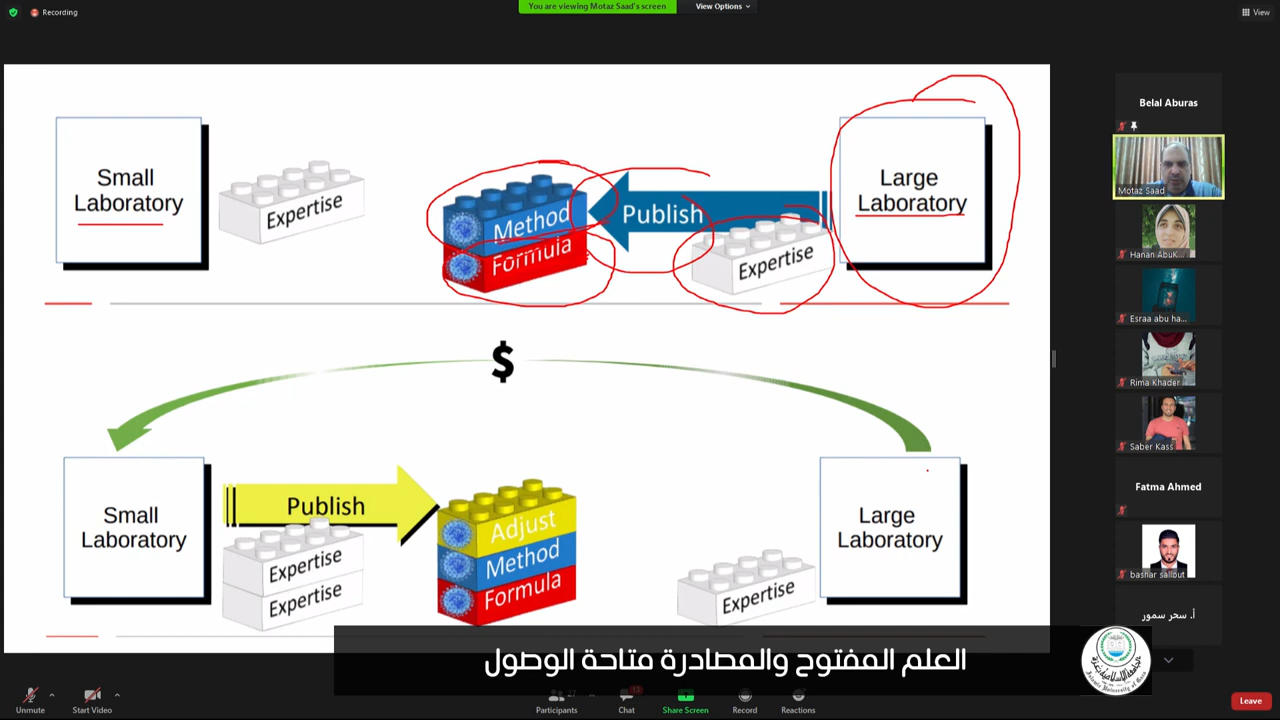 Recording
You are viewing Motaz Saad's screen
View Options
View
Small
Laboratory
Expertise
Method
Formula
Publish
Expertise
Large
Laboratory
$
Small
Laboratory
Publish
Expertise
Expertise
Adjust
Method
Formula
Expertise
Large
Laboratory
Belal Aburas
Motaz Saad
Hanan AbuK...
Esraa abu ha...
Rima Khader
Saber Kass
Fatma Ahmed
bashar sallout
أ. سحر سمور
العلم المفتوح والمصادرة متاحة الوصول
Unmute
Start Video
Participants
27
Chat
13
Share Screen
Record
Reactions
Leave